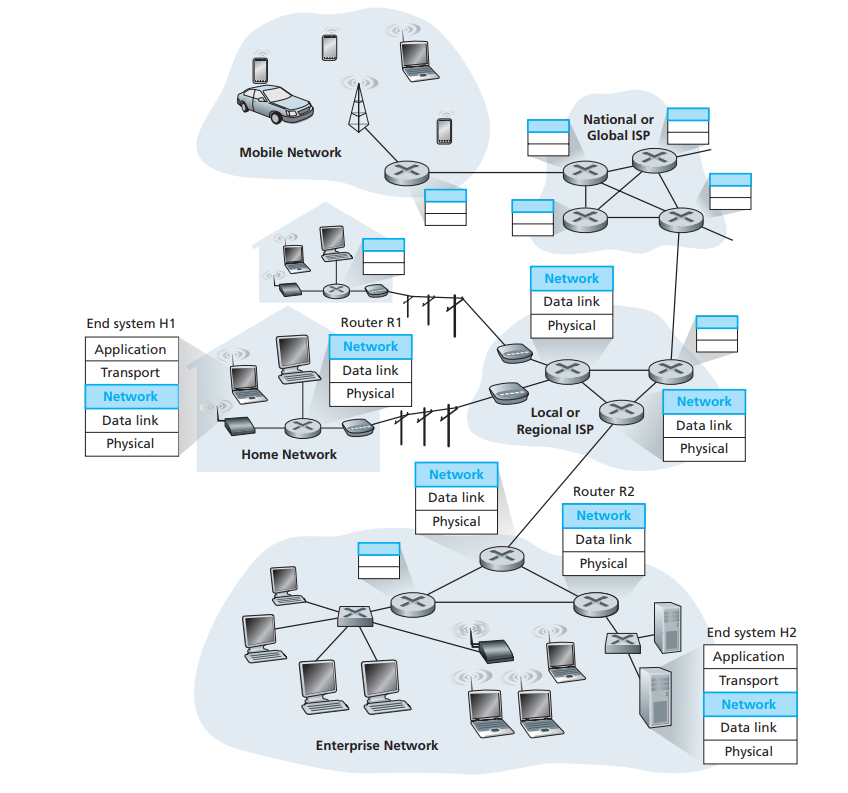 Mobile Network
National or
Global ISP
Network
Data link
Physical
End system H1
Application
Transport
Network
Data link
Physical
Router R1
Network
Data link
Physical
Home Network
Local or
Regional ISP
Network
Data link
Physical
Network
Data link
Physical
Router R2
Network
Data link
Physical
Enterprise Network
End system H2
Application
Transport
Network
Data link
Physical